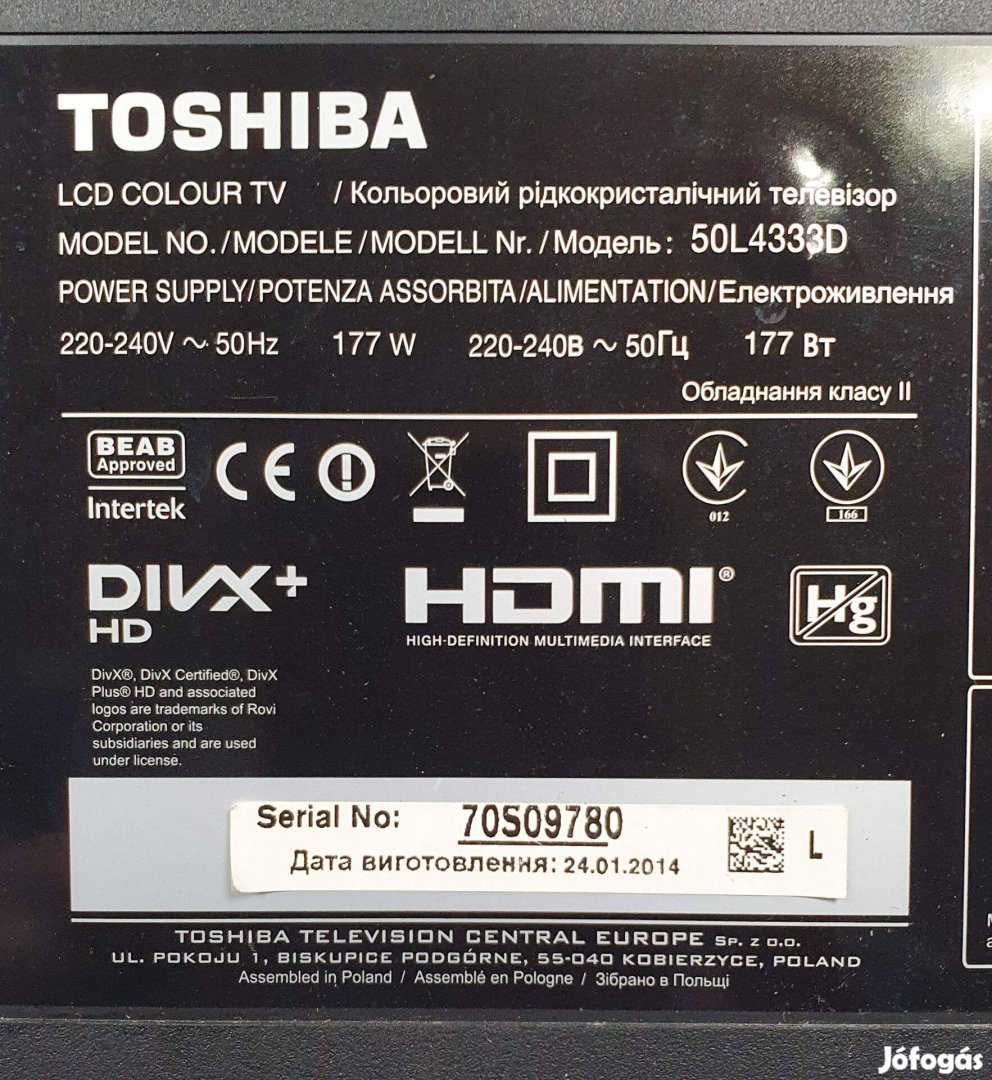 TOSHIBA
LCD COLOUR TV / Кольоровий рідкокристалічний телевізор
MODEL NO./MODELE/MODELL Nr./Модель: 50L4333D
POWER SUPPLY/POTENZA ASSORBITA/ALIMENTATION/Електроживлення
220-240V ~ 50Hz 177 W 220-240В ~ 50Гц 177 Вт
Обладнання класу II
BEAB
Approved
Intertek
CE
012
166
DIVX+
HD
HDMI®
HIGH-DEFINITION MULTIMEDIA INTERFACE
Hg
DivX®, DivX Certified®, DivX
Plus® HD and associated
logos are trademarks of Rovi
Corporation or its
subsidiaries and are used
under license.
Serial No: 70S09780
Дата виготовлення: 24.01.2014
L
TOSHIBA TELEVISION CENTRAL EUROPE Sp. z o.o.
UL. POKOJU 1, BISKUPICE PODGÓRNE, 55-040 KOBIERZYCE, POLAND
Assembled in Poland / Assemblé en Pologne / Зібрано в Польщі
Jófogás